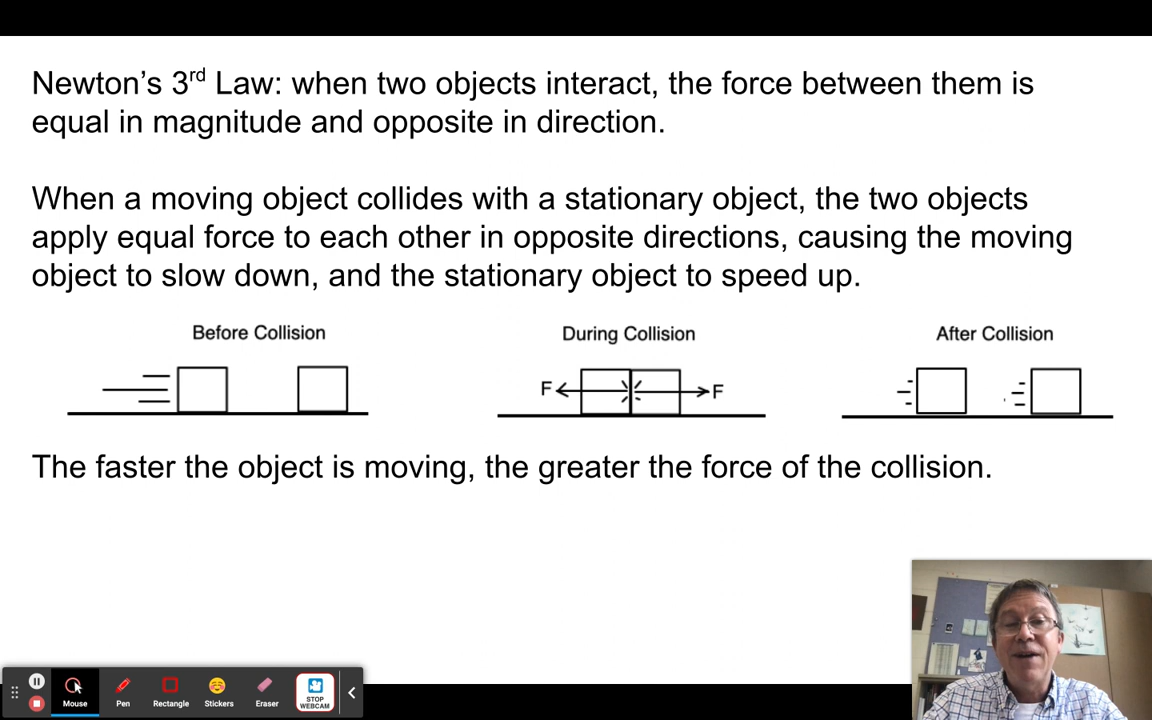 Newton’s 3rd Law: when two objects interact, the force between them is
equal in magnitude and opposite in direction.
When a moving object collides with a stationary object, the two objects
apply equal force to each other in opposite directions, causing the moving
object to slow down, and the stationary object to speed up.
Before Collision
During Collision
After Collision
F
F
The faster the object is moving, the greater the force of the collision.
Mouse
Pen
Rectangle
Stickers
Eraser
STOP
WEBCAM